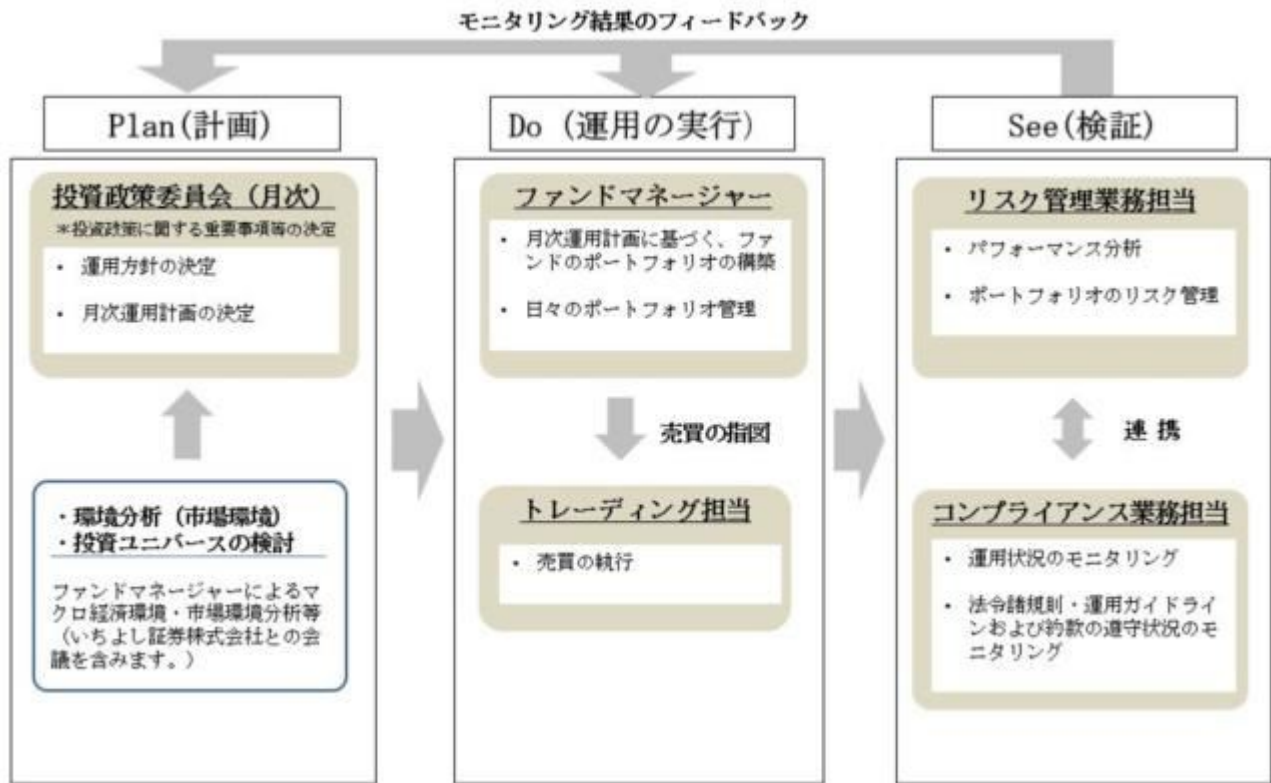 モニタリング結果のフィードバック
Plan(計画)
投資政策委員会（月次）
＊投資政策に関する重要事項等の決定
・ 運用方針の決定
・ 月次運用計画の決定
・環境分析（市場環境）
・投資ユニバースの検討
ファンドマネージャーによるマ
クロ経済環境・市場環境分析等
（いちよし証券株式会社との会
議を含みます。）
Do (運用の実行)
ファンドマネージャー
・ 月次運用計画に基づく、ファ
ンドのポートフォリオの構築
・ 日々のポートフォリオ管理
売買の指図
トレーディング担当
・ 売買の執行
See(検証)
リスク管理業務担当
・ パフォーマンス分析
・ ポートフォリオのリスク管理
連 携
コンプライアンス業務担当
・ 運用状況のモニタリング
・ 法令諸規則・運用ガイドライ
ンおよび約款の遵守状況のモ
ニタリング